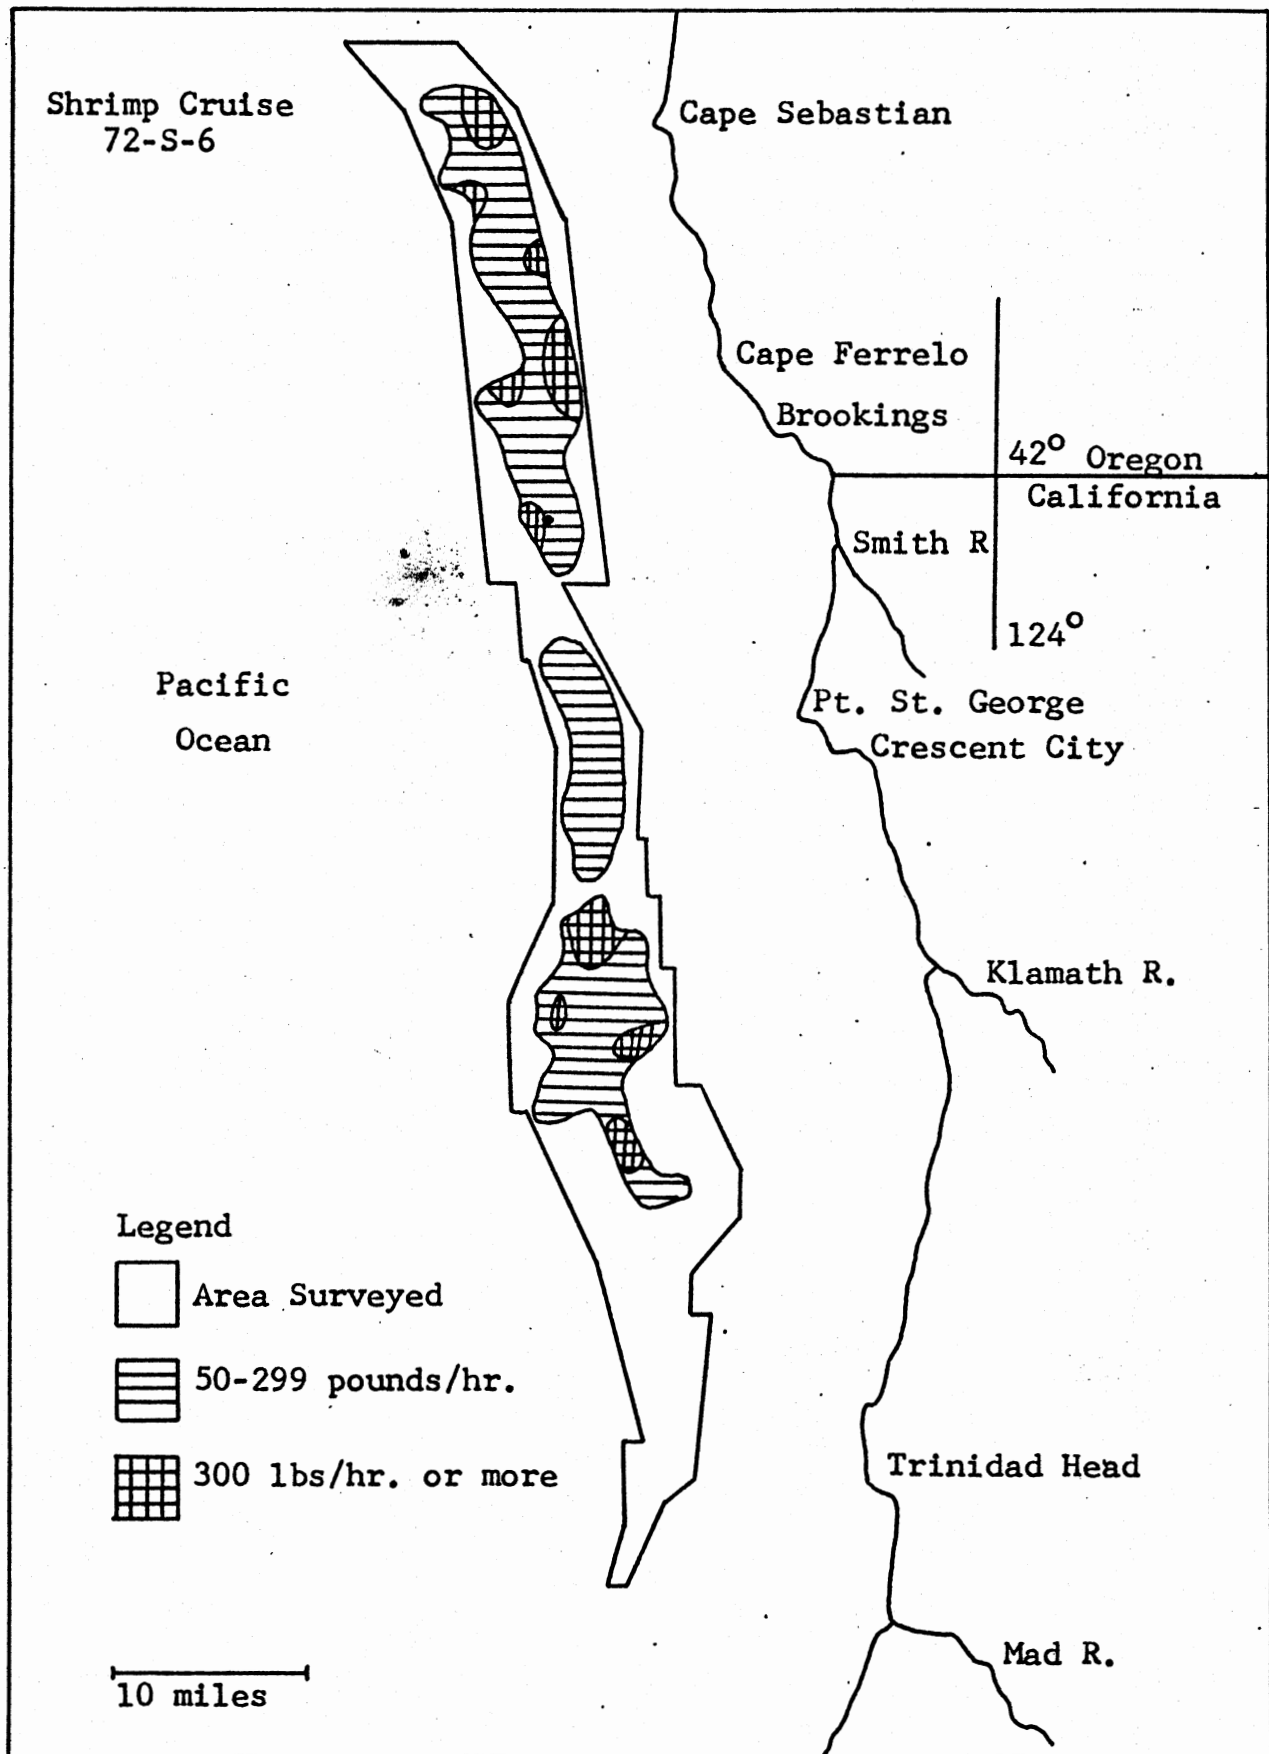 Shrimp Cruise
72-S-6
Cape Sebastian
Cape Ferrelo
Brookings
42° Oregon
California
Smith R
124°
Pacific
Ocean
Pt. St. George
Crescent City
Klamath R.
Legend
Area Surveyed
50-299 pounds/hr.
300 lbs/hr. or more
Trinidad Head
Mad R.
10 miles